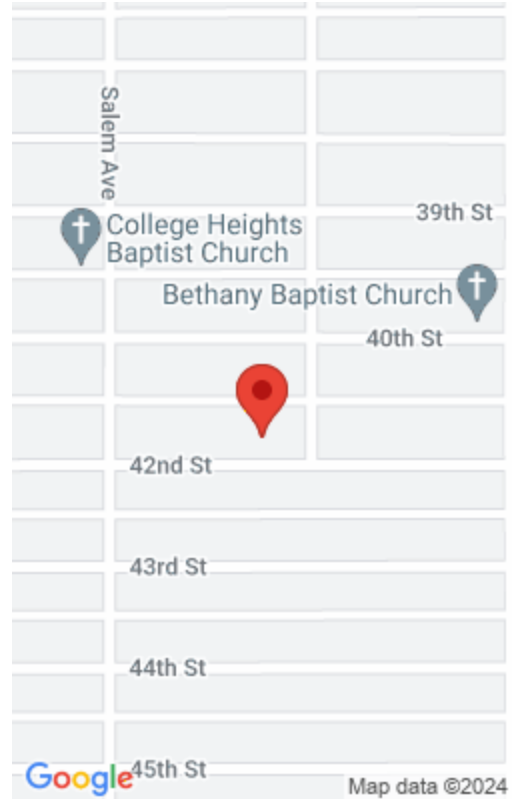 Salem Ave
39th St
College Heights
Baptist Church
Bethany Baptist Church
40th St
42nd St
43rd St
44th St
45th St
Google
Map data ©2024